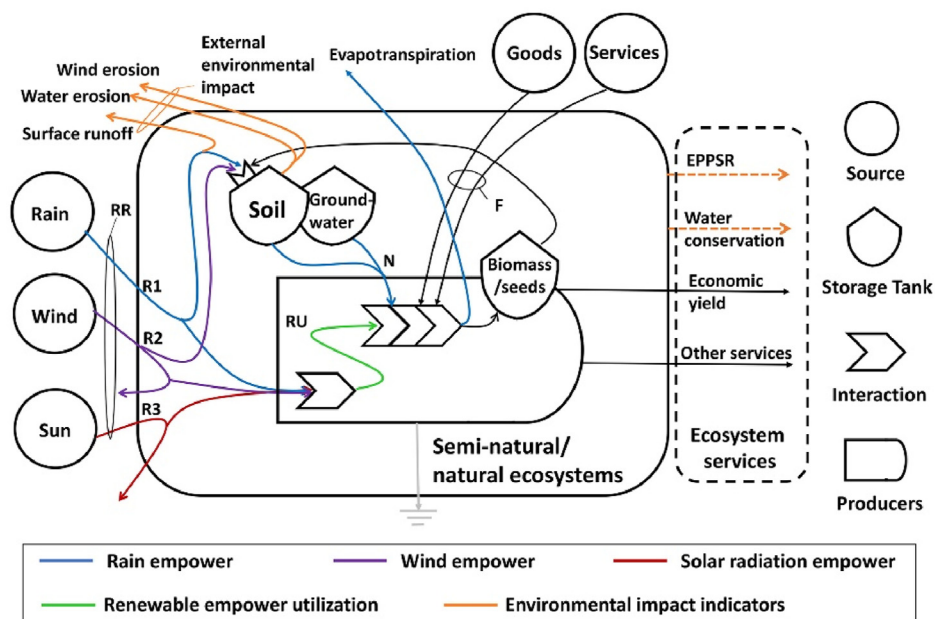 External
environmental
impact
Evapotranspiration
Goods
Services
Wind erosion
Water erosion
Surface runoff
Rain
RR
Soil
Ground-
water
F
EPPSR
Water
conservation
Source
R1
N
Biomass
/seeds
Economic
yield
Storage Tank
Wind
R2
RU
Other services
Interaction
Sun
R3
Semi-natural/
natural ecosystems
Ecosystem
services
Producers
Rain empower
Wind empower
Solar radiation empower
Renewable empower utilization
Environmental impact indicators